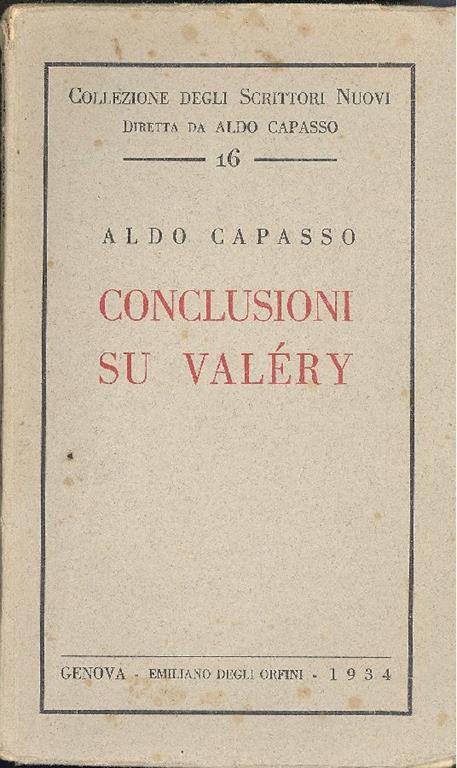 COLLEZIONE DEGLI SCRITTORI NUOVI
DIRETTA DA ALDO CAPASSO
16
ALDO CAPASSO
CONCLUSIONI
SU VALÉRY
GENOVA - EMILIANO DEGLI ORFINI - 1934